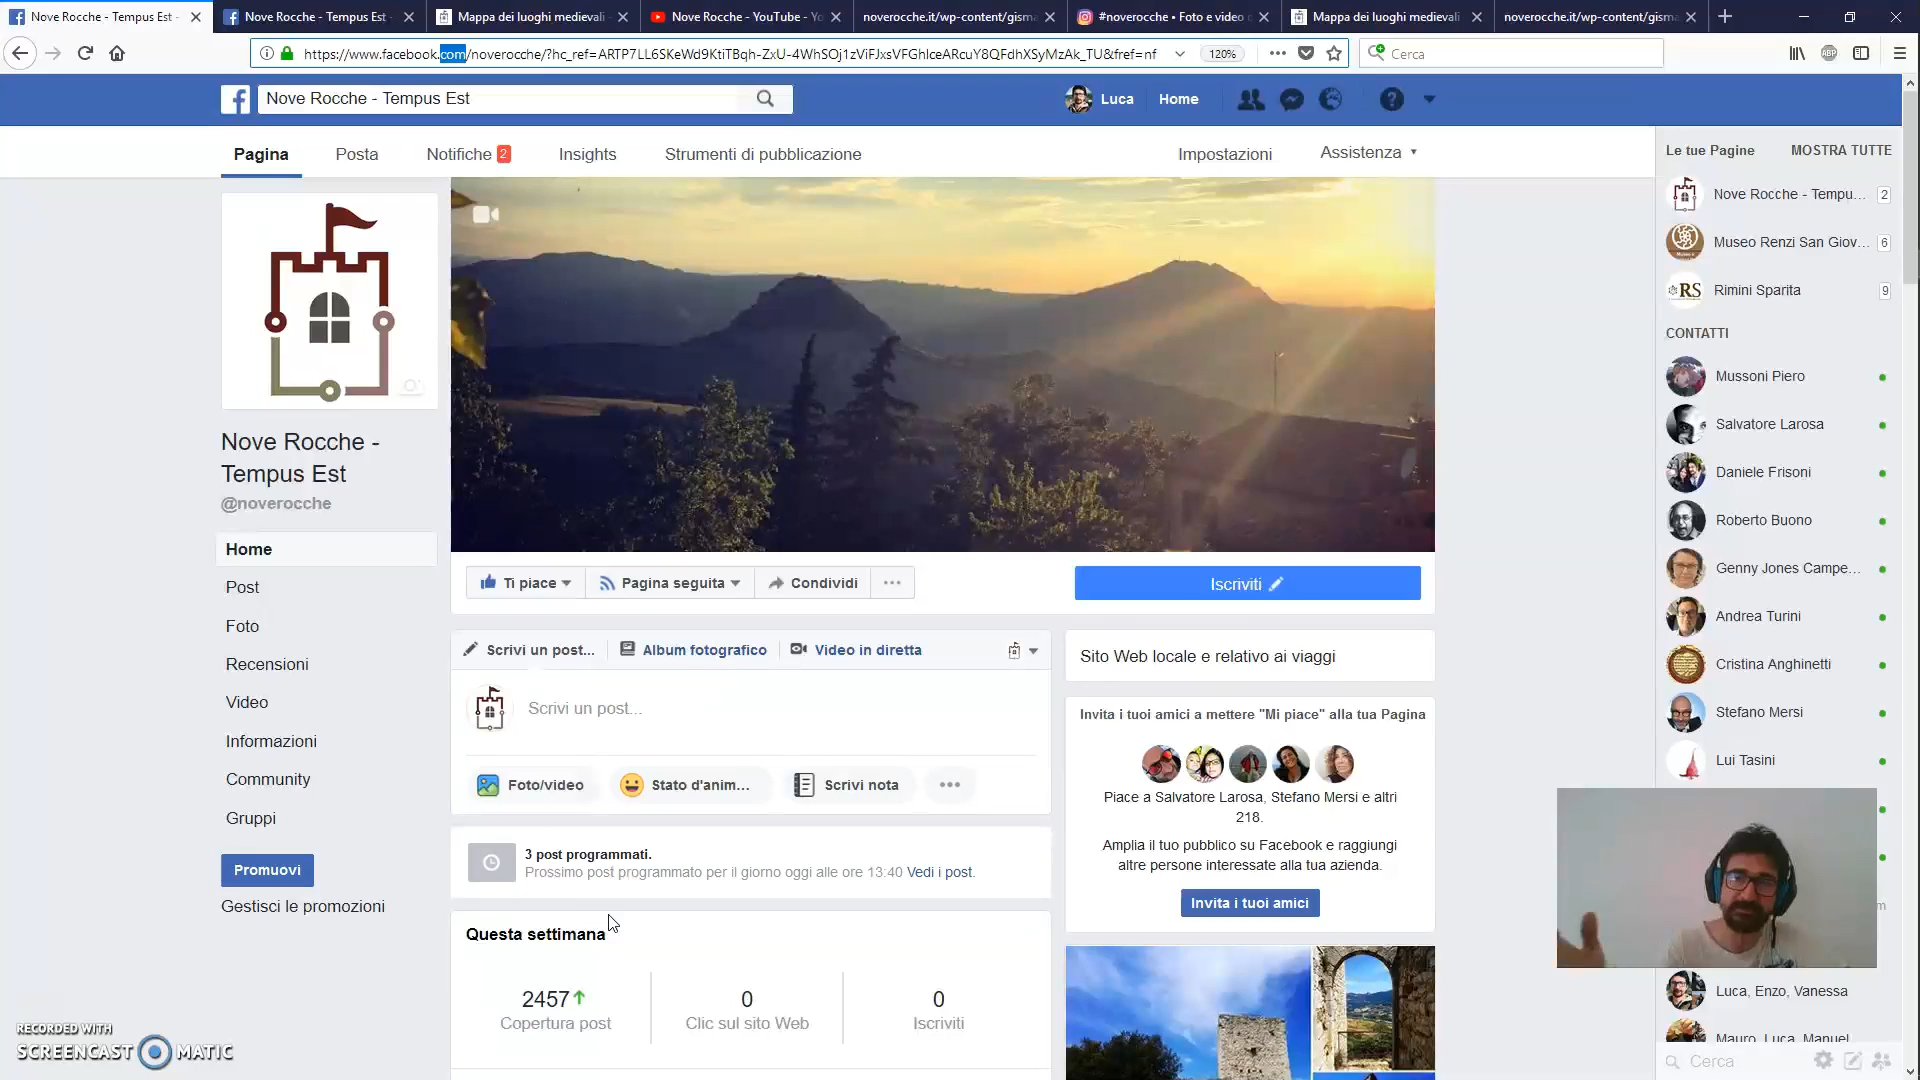 Nove Rocche - Tempus Est -
Nove Rocche - Tempus Est -
Mappa dei luoghi medievali -
Nove Rocche - YouTube - Yo
noverocche.it/wp-content/gisma
#noverocche • Foto e video
Mappa dei luoghi medievali
noverocche.it/wp-content/gisma
https://www.facebook.com/noverocche/?hc_ref=ARTP7LL6SKeWd9KtiTBqh-ZxU-4WhSOj1zViFJxsVFGhlceARcuY8QFdhXSyMzAk_TU&fref=nf
120%
Cerca
ABP
Nove Rocche - Tempus Est
Luca
Home
Pagina
Posta
Notifiche 2
Insights
Strumenti di pubblicazione
Impostazioni
Assistenza
Nove Rocche -
Tempus Est
@noverocche
Home
Post
Foto
Recensioni
Video
Informazioni
Community
Gruppi
Promuovi
Gestisci le promozioni
Ti piace
Pagina seguita
Condividi
Iscriviti
Scrivi un post...
Album fotografico
Video in diretta
Scrivi un post...
Foto/video
Stato d'anim...
Scrivi nota
3 post programmati.
Prossimo post programmato per il giorno oggi alle ore 13:40 Vedi i post.
Questa settimana
2457
Copertura post
0
Clic sul sito Web
0
Iscriviti
Sito Web locale e relativo ai viaggi
Invita i tuoi amici a mettere "Mi piace" alla tua Pagina
Piace a Salvatore Larosa, Stefano Mersi e altri
218.
Amplia il tuo pubblico su Facebook e raggiungi
altre persone interessate alla tua azienda.
Invita i tuoi amici
Le tue Pagine
MOSTRA TUTTE
Nove Rocche - Tempu... 2
Museo Renzi San Giov... 6
RS Rimini Sparita 9
CONTATTI
Mussoni Piero
Salvatore Larosa
Daniele Frisoni
Roberto Buono
Genny Jones Campe...
Andrea Turini
Cristina Anghinetti
Stefano Mersi
Lui Tasini
m
Luca, Enzo, Vanessa
Mauro, Luca, Manuel
Cerca
RECORDED WITH
SCREENCAST MATIC